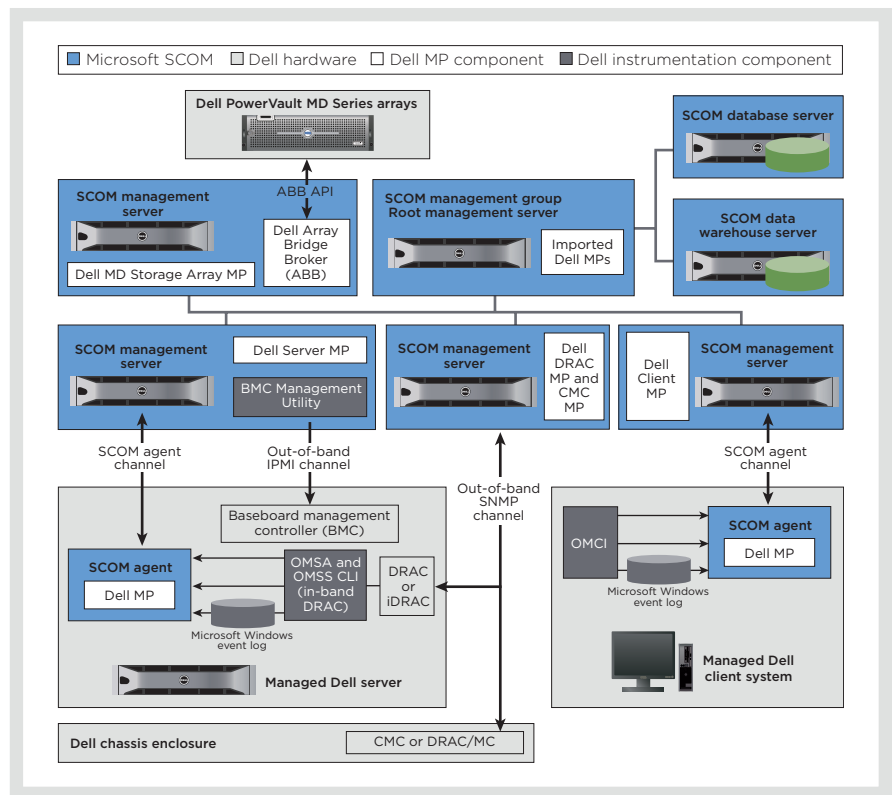 Microsoft SCOM
Dell hardware
Dell MP component
Dell instrumentation component
Dell PowerVault MD Series arrays
ABB API
SCOM management
server
Dell MD Storage Array MP
Dell Array
Bridge
Broker
(ABB)
SCOM management group
Root management server
Imported
Dell MPs
SCOM database server
SCOM data
warehouse server
SCOM management
server
Dell Server MP
BMC Management
Utility
SCOM management
server
Dell
DRAC
MP and
CMC
MP
Dell
Client
MP
SCOM management
server
SCOM agent
channel
Out-of-band
IPMI channel
Out-of-band
SNMP
channel
SCOM agent
channel
Baseboard management
controller (BMC)
SCOM agent
Dell MP
OMSA and
OMSS CLI
(in-band
DRAC)
DRAC
or
iDRAC
Microsoft Windows
event log
Managed Dell server
OMCI
SCOM agent
Dell MP
Microsoft Windows
event log
Managed Dell
client system
Dell chassis enclosure
CMC or DRAC/MC